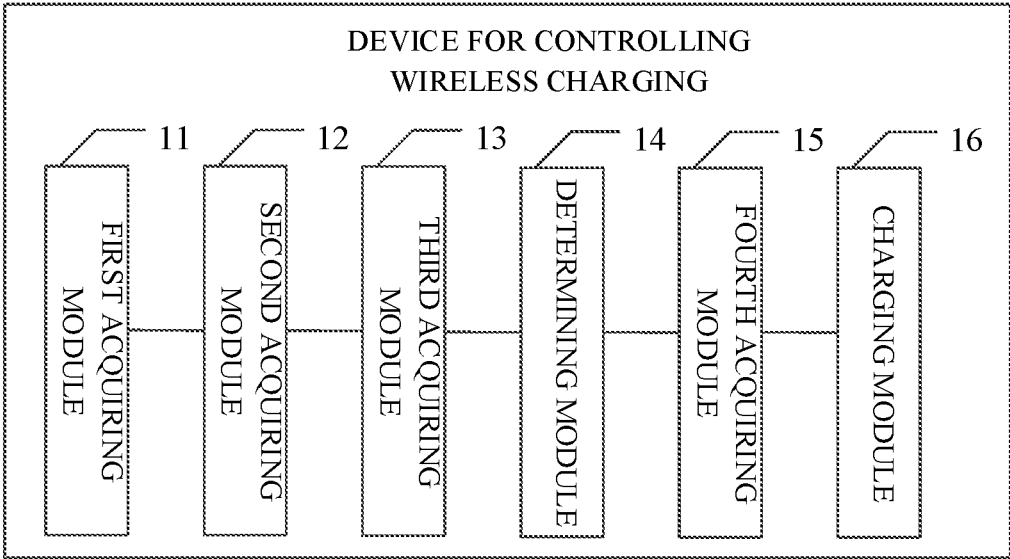 DEVICE FOR CONTROLLING
WIRELESS CHARGING
11
12
13
14
15
16
FIRST ACQUIRING
MODULE
SECOND ACQUIRING
MODULE
THIRD ACQUIRING
MODULE
DETERMINING MODULE
FOURTH ACQUIRING
MODULE
CHARGING MODULE